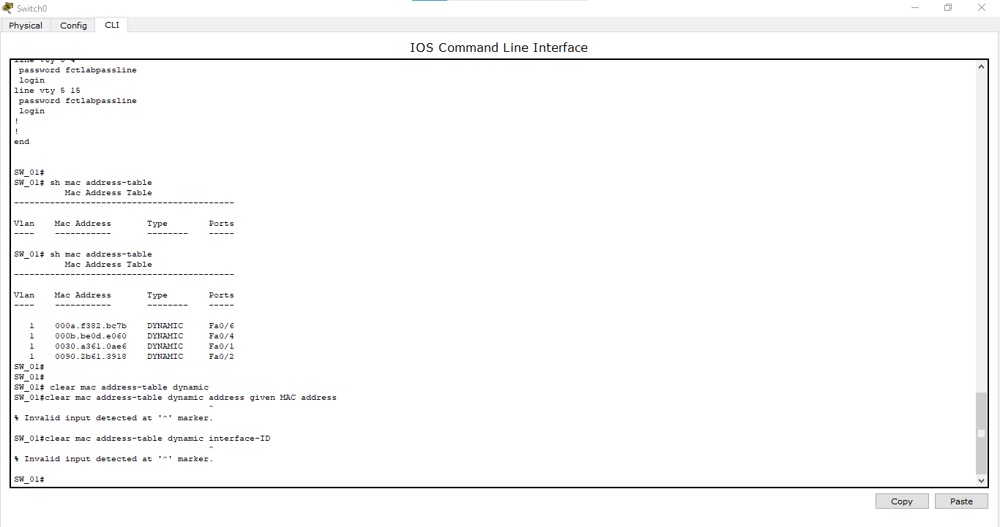 Switch0
Physical Config CLI
IOS Command Line Interface
line vty 0 4
 password fctlabpassline
 login
line vty 5 15
 password fctlabpassline
 login
!
!
end
SW_01#
SW_01# sh mac address-table
          Mac Address Table
-------------------------------------------
Vlan    Mac Address       Type        Ports
----    -----------       --------    -----
SW_01# sh mac address-table
          Mac Address Table
-------------------------------------------
Vlan    Mac Address       Type        Ports
----    -----------       --------    -----
   1    000a.f382.bc7b    DYNAMIC     Fa0/6
   1    000b.be0d.e060    DYNAMIC     Fa0/4
   1    0030.a361.0ae6    DYNAMIC     Fa0/1
   1    0090.2b61.3918    DYNAMIC     Fa0/2
SW_01#
SW_01#
SW_01# clear mac address-table dynamic
SW_01#clear mac address-table dynamic address given MAC address
                                      ^
% Invalid input detected at '^' marker.
SW_01#clear mac address-table dynamic interface-ID
                                      ^
% Invalid input detected at '^' marker.
SW_01#
Copy Paste